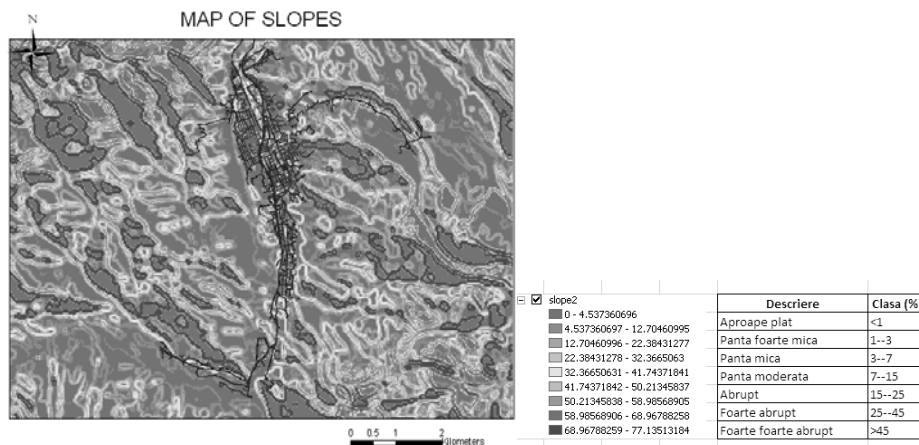 MAP OF SLOPES
N
0 0.5 1 2
Kilometers
slope2
0 - 4.537360696
4.537360697 - 12.70460995
12.70460996 - 22.38431277
22.38431278 - 32.3665063
32.36650631 - 41.74371841
41.74371842 - 50.21345837
50.21345838 - 58.98568905
58.98568906 - 68.96788258
68.96788259 - 77.13513184
Descriere Clasa (%
Aproape plat <1
Panta foarte mica 1--3
Panta mica 3--7
Panta moderata 7--15
Abrupt 15--25
Foarte abrupt 25--45
Foarte foarte abrupt >45